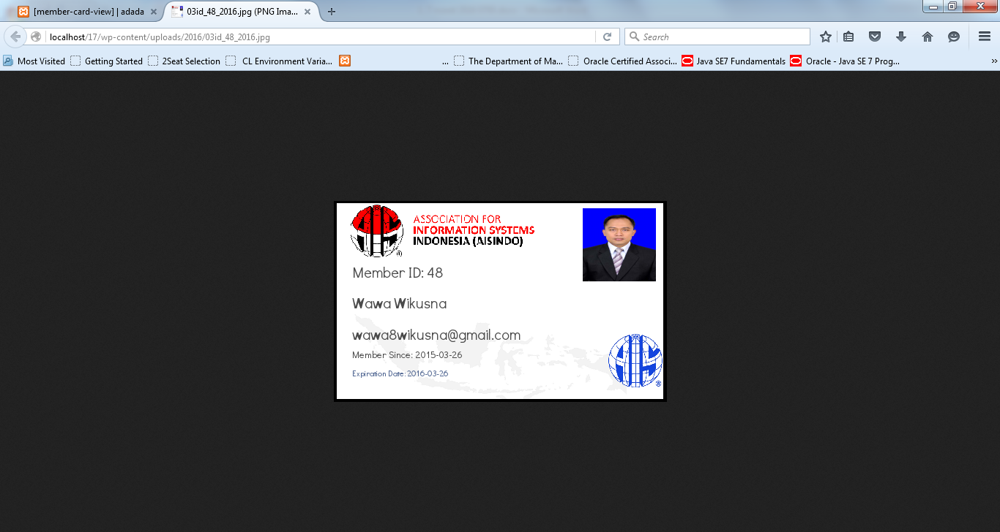 [member-card-view] | adada
03id_48_2016.jpg (PNG Ima...
localhost/17/wp-content/uploads/2016/03id_48_2016.jpg
Search
Most Visited
Getting Started
2Seat Selection
CL Environment Varia...
...
The Department of Ma...
Oracle Certified Associ...
Java SE7 Fundamentals
Oracle - Java SE 7 Prog...
»
ASSOCIATION FOR
INFORMATION SYSTEMS
INDONESIA (AISINDO)
®
Member ID: 48
Wawa Wikusna
wawa8wikusna@gmail.com
Member Since: 2015-03-26
Expiration Date: 2016-03-26
®